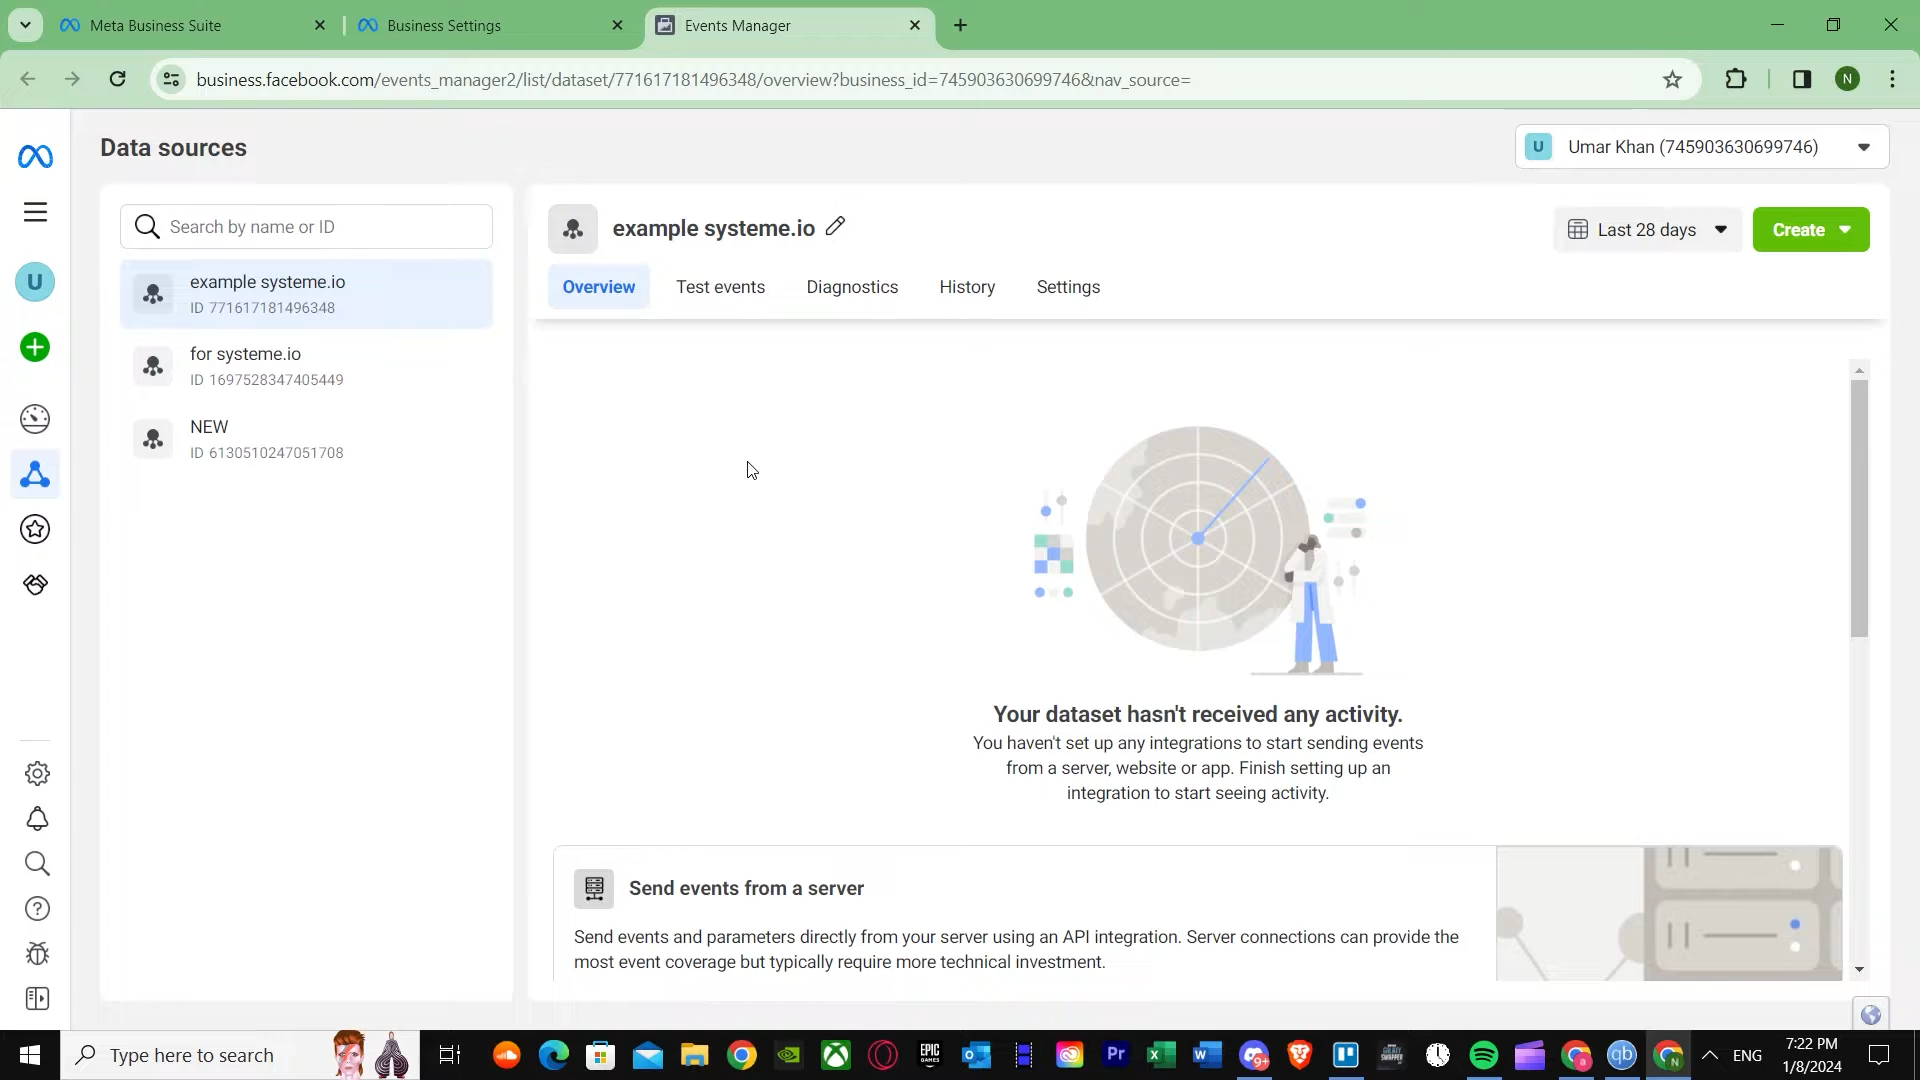 Meta Business Suite
Business Settings
Events Manager
business.facebook.com/events_manager2/list/dataset/771617181496348/overview?business_id=745903630699746&nav_source=
N
Data sources
U Umar Khan (745903630699746)
Search by name or ID
example systeme.io
Last 28 days
Create
example systeme.io
ID 771617181496348
Overview
Test events
Diagnostics
History
Settings
U
for systeme.io
ID 1697528347405449
NEW
ID 6130510247051708
Your dataset hasn't received any activity.
You haven't set up any integrations to start sending events
from a server, website or app. Finish setting up an
integration to start seeing activity.
Send events from a server
Send events and parameters directly from your server using an API integration. Server connections can provide the
most event coverage but typically require more technical investment.
Type here to search
EPIC
GAMES
Pr
9+
a
qb
N
ENG
7:22 PM
1/8/2024